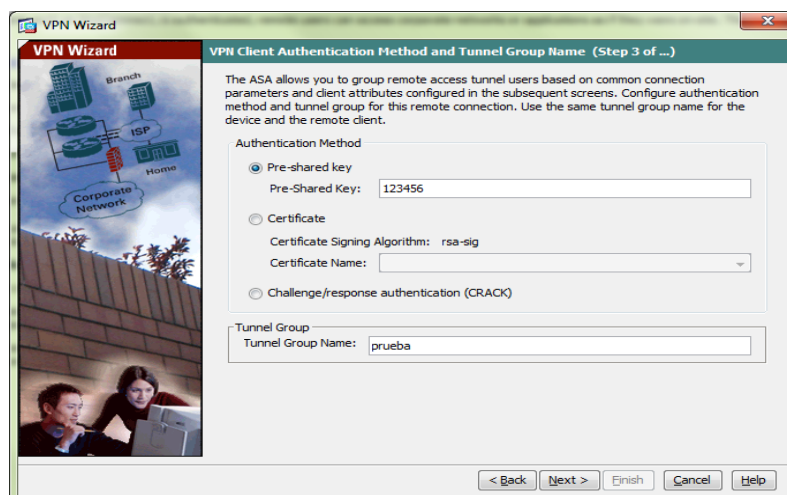 VPN Wizard
VPN Wizard
Branch
ISP
Home
Corporate
Network
VPN Client Authentication Method and Tunnel Group Name (Step 3 of ...)
The ASA allows you to group remote access tunnel users based on common connection
parameters and client attributes configured in the subsequent screens. Configure authentication
method and tunnel group for this remote connection. Use the same tunnel group name for the
device and the remote client.
Authentication Method
Pre-shared key
Pre-Shared Key: 123456
Certificate
Certificate Signing Algorithm: rsa-sig
Certificate Name:
Challenge/response authentication (CRACK)
Tunnel Group
Tunnel Group Name: prueba
< Back Next > Finish Cancel Help